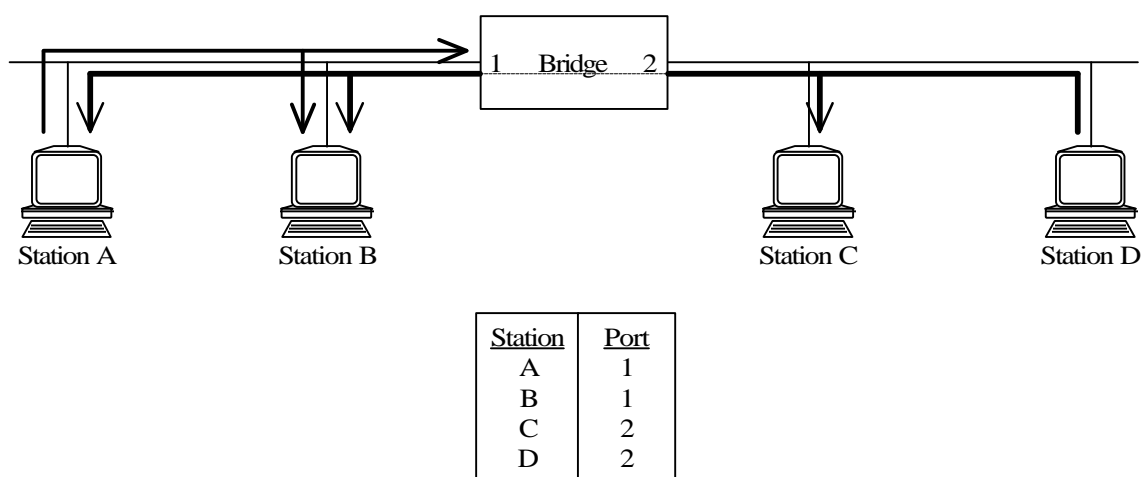 1 Bridge 2
Station A Station B Station C Station D
Station Port
A 1
B 1
C 2
D 2